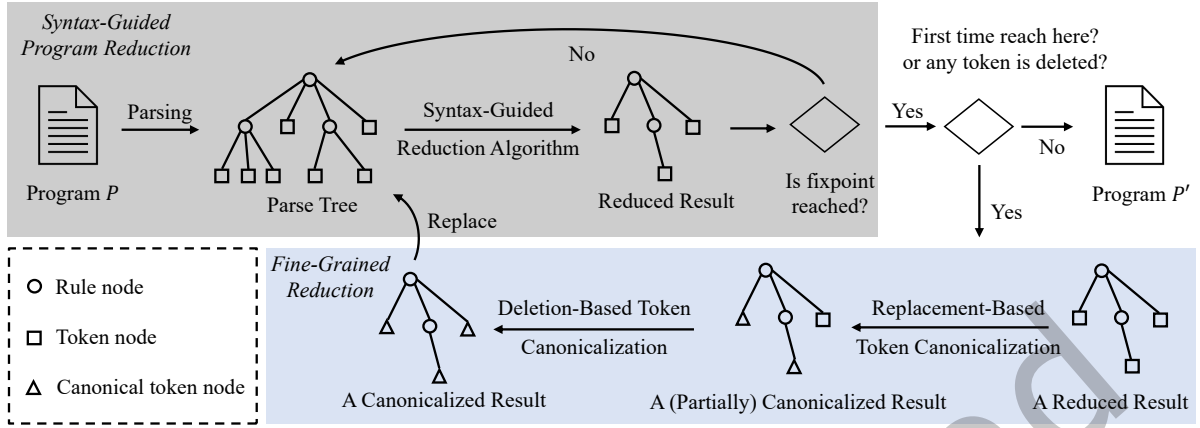 Syntax-Guided
Program Reduction
Program P
Parsing
Parse Tree
Syntax-Guided
Reduction Algorithm
Reduced Result
No
Is fixpoint
reached?
Yes
First time reach here?
or any token is deleted?
No
Program P′
Yes
Replace
Fine-Grained
Reduction
A Canonicalized Result
Deletion-Based Token
Canonicalization
A (Partially) Canonicalized Result
Replacement-Based
Token Canonicalization
A Reduced Result
Rule node
Token node
Canonical token node